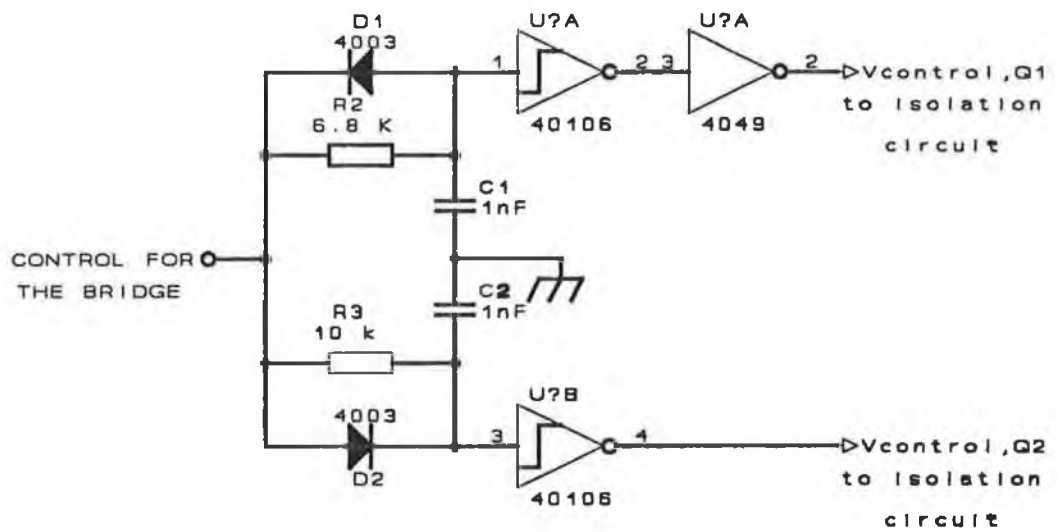 D1
4003
R2
6.8 K
U?A
1
2
40106
U?A
3
2
4049
Vcontrol,Q1
to isolation
circuit
C1
1nF
CONTROL FOR
THE BRIDGE
C2
1nF
R3
10 k
4003
D2
U?B
3
4
40106
Vcontrol,Q2
to isolation
circuit